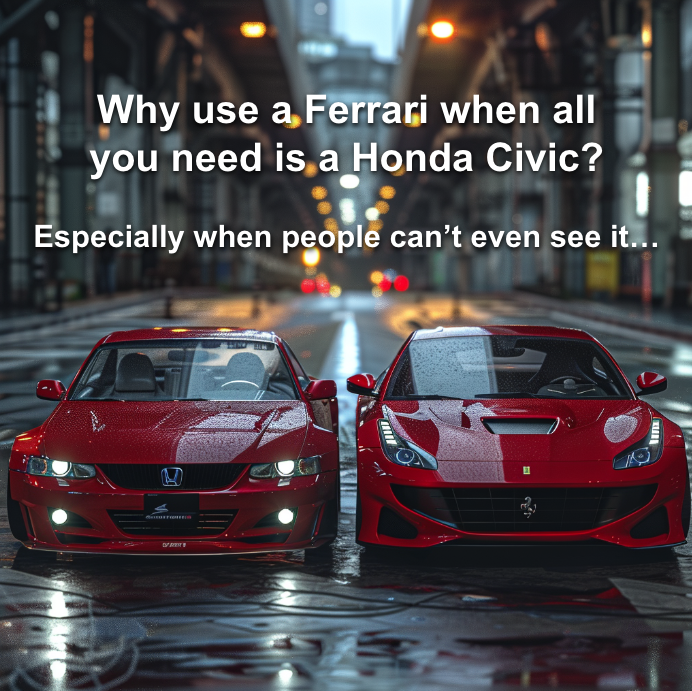 Why use a Ferrari when all
you need is a Honda Civic?
Especially when people can’t even see it…